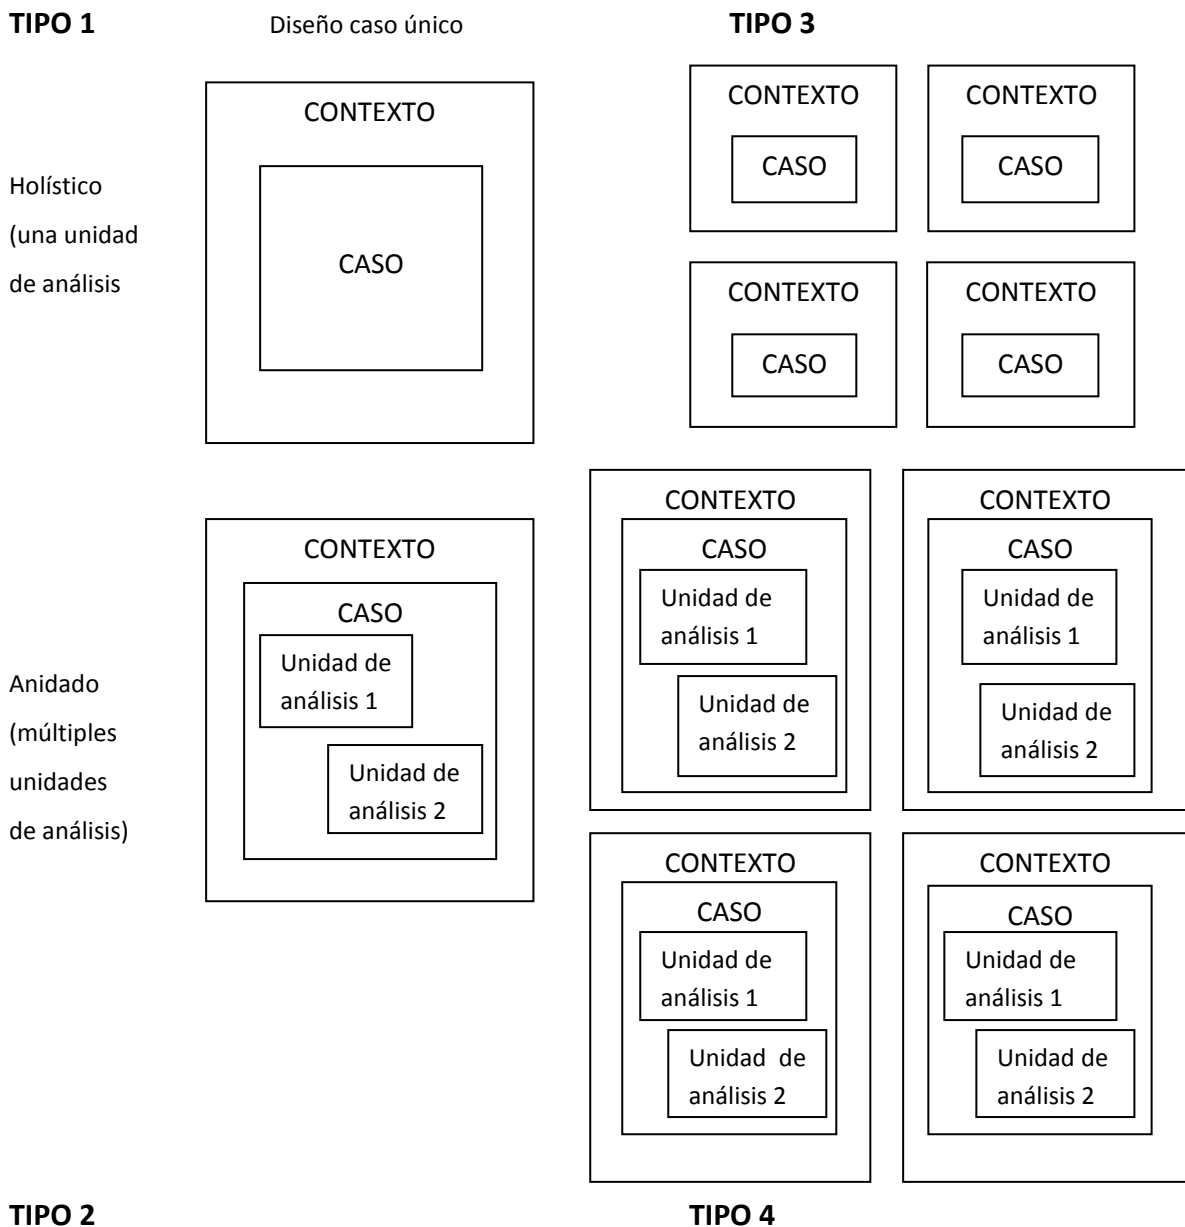 TIPO 1
Diseño caso único
TIPO 3
Holístico
(una unidad
de análisis
CONTEXTO
CASO
CONTEXTO
CASO
CONTEXTO
CASO
CONTEXTO
CASO
CONTEXTO
CASO
Anidado
(múltiples
unidades
de análisis)
CONTEXTO
CASO
Unidad de
análisis 1
Unidad de
análisis 2
CONTEXTO
CASO
Unidad de
análisis 1
Unidad de
análisis 2
CONTEXTO
CASO
Unidad de
análisis 1
Unidad de
análisis 2
CONTEXTO
CASO
Unidad de
análisis 1
Unidad de
análisis 2
CONTEXTO
CASO
Unidad de
análisis 1
Unidad de
análisis 2
TIPO 2
TIPO 4